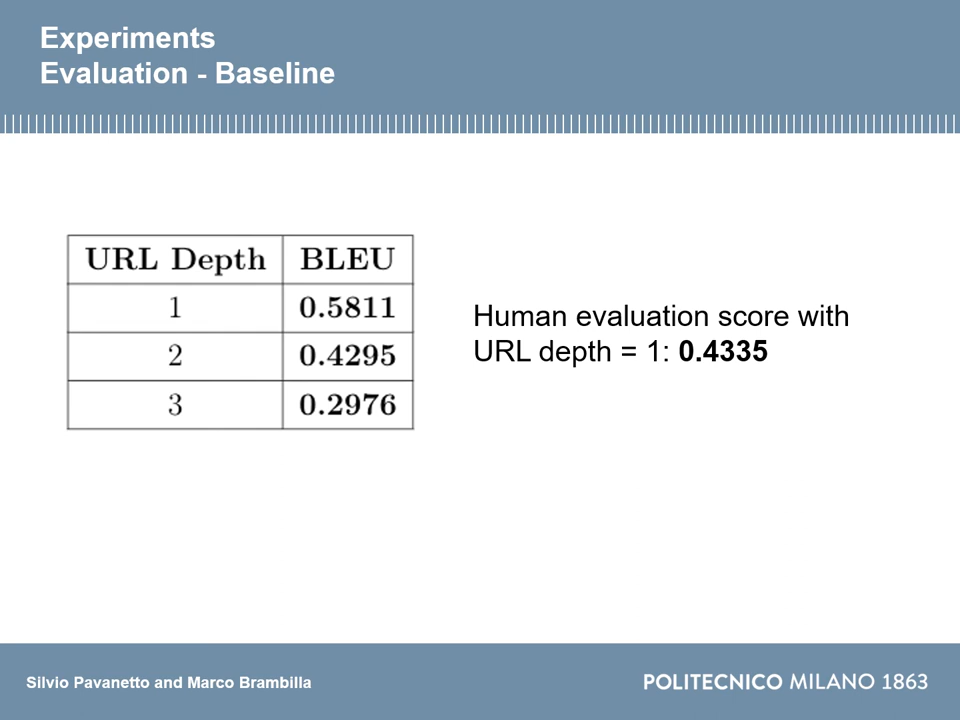 Experiments
Evaluation - Baseline
URL Depth BLEU
1 0.5811
2 0.4295
3 0.2976
Human evaluation score with
URL depth = 1: 0.4335
Silvio Pavanetto and Marco Brambilla
POLITECNICO MILANO 1863